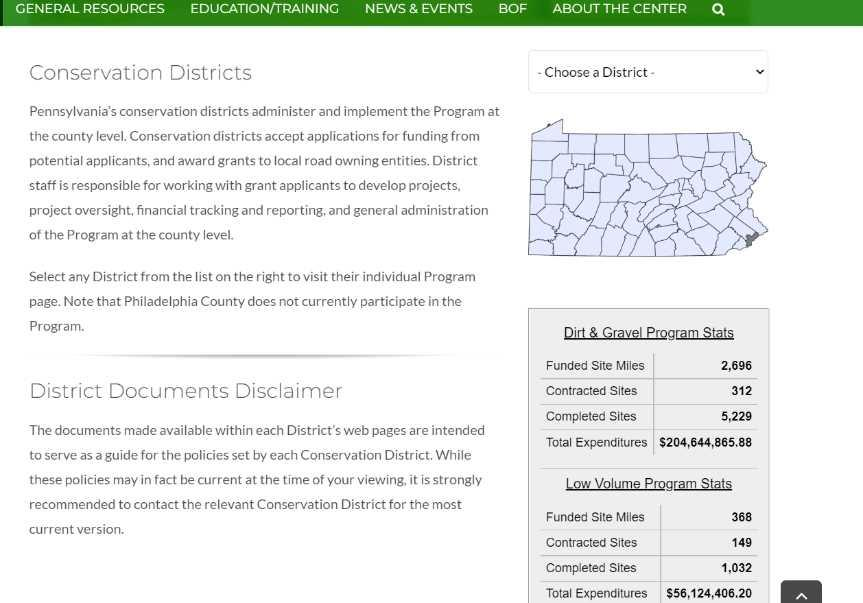 GENERAL RESOURCES EDUCATION/TRAINING NEWS & EVENTS BOF ABOUT THE CENTER
Conservation Districts
Pennsylvania's conservation districts administer and implement the Program at
the county level. Conservation districts accept applications for funding from
potential applicants, and award grants to local road owning entities. District
staff is responsible for working with grant applicants to develop projects,
project oversight, financial tracking and reporting, and general administration
of the Program at the county level.
Select any District from the list on the right to visit their individual Program
page. Note that Philadelphia County does not currently participate in the
Program.
District Documents Disclaimer
The documents made available within each District's web pages are intended
to serve as a guide for the policies set by each Conservation District. While
these policies may in fact be current at the time of your viewing, it is strongly
recommended to contact the relevant Conservation District for the most
current version.
- Choose a District -
Dirt & Gravel Program Stats
Funded Site Miles 2,696
Contracted Sites 312
Completed Sites 5,229
Total Expenditures $204,644,865.88
Low Volume Program Stats
Funded Site Miles 368
Contracted Sites 149
Completed Sites 1,032
Total Expenditures $56,124,406.20